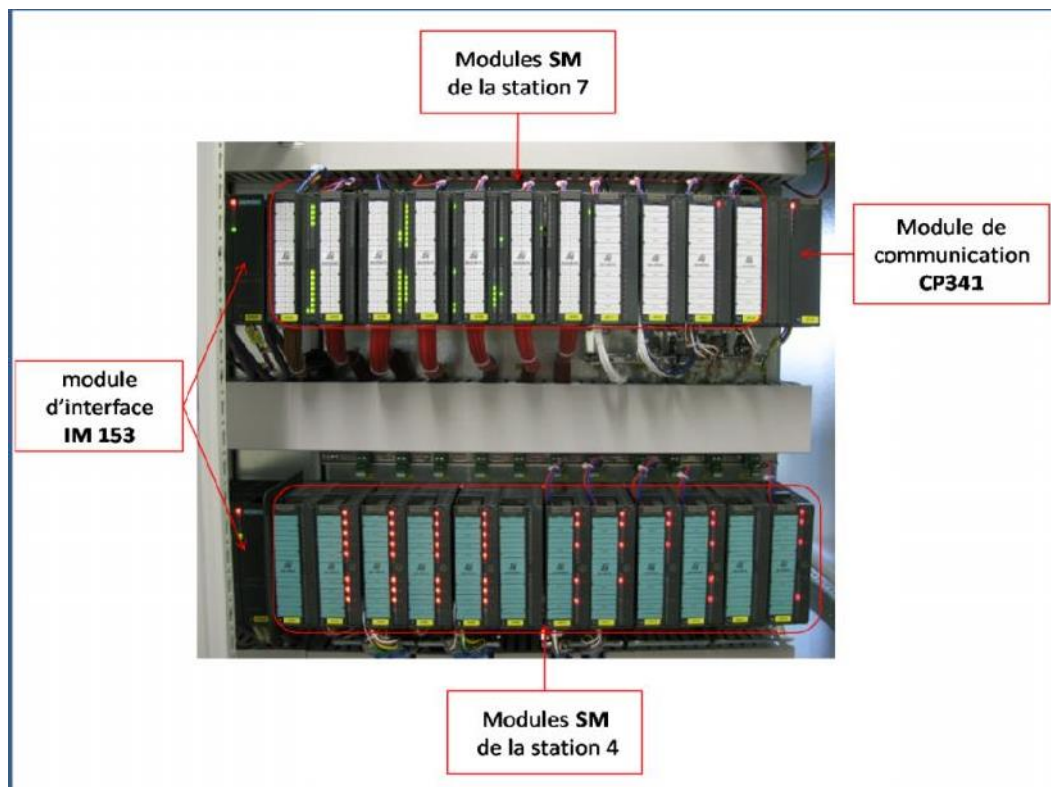 Modules SM
de la station 7
Module de
communication
CP341
module
d'interface
IM 153
Modules SM
de la station 4